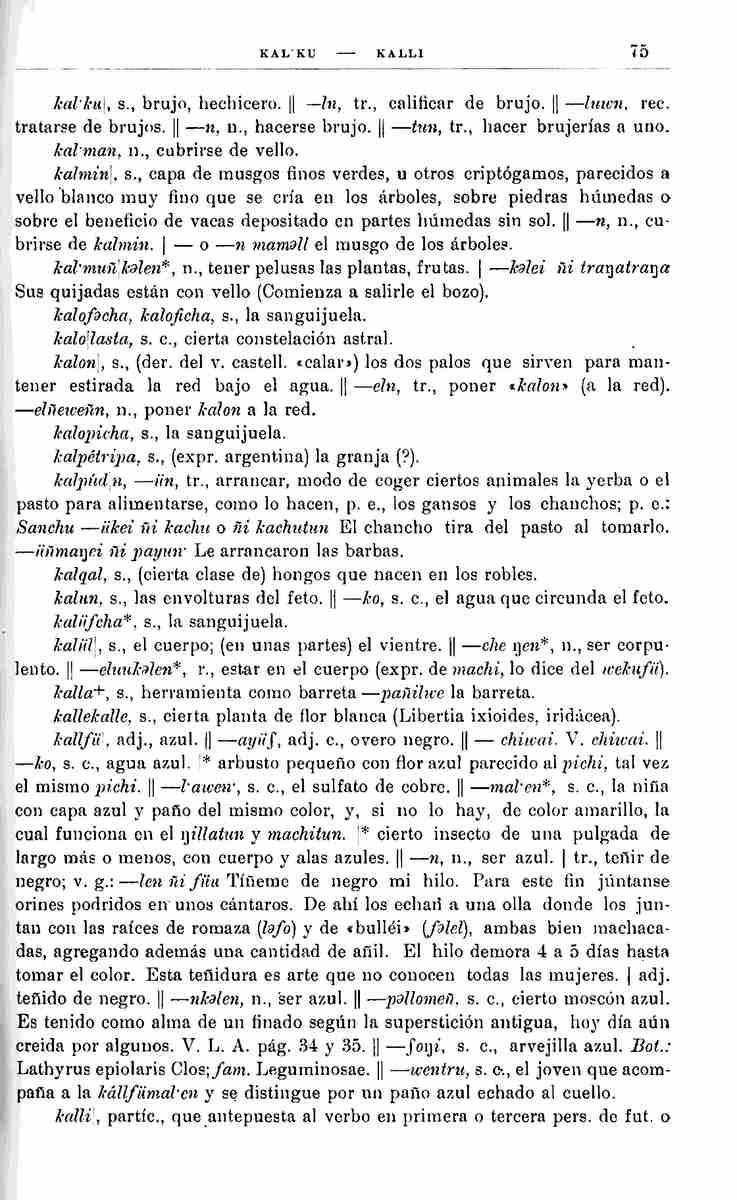 KAL·KU — KALLI 75
kal·ku|, s., brujo, hechicero. || —ln, tr., calificar de brujo. || —luwn, rec.
tratarse de brujos. || —n, n., hacerse brujo. || —tun, tr., hacer brujerías a uno.
kal·man, n., cubrirse de vello.
kalmin|, s., capa de musgos finos verdes, u otros criptógamos, parecidos a
vello blanco muy fino que se cría en los árboles, sobre piedras húmedas o
sobre el beneficio de vacas depositado en partes húmedas sin sol. || —n, n., cu-
brirse de kalmin. | — o —n maməll el musgo de los árboles.
kal·muñ|kəlen*, n., tener pelusas las plantas, frutas. | —kəlei ñi traŋatraŋa
Sus quijadas están con vello (Comienza a salirle el bozo).
kalofəcha, kaloficha, s., la sanguijuela.
kalo|lasta, s. c., cierta constelación astral.
kalon|, s., (der. del v. castell. «calar») los dos palos que sirven para man-
tener estirada la red bajo el agua. || —eln, tr., poner «kalon» (a la red).
—elñeweñn, n., poner kalon a la red.
kalopicha, s., la sanguijuela.
kalpétripa, s., (expr. argentina) la granja (?).
kalpúd|n, —ün, tr., arrancar, modo de coger ciertos animales la yerba o el
pasto para alimentarse, como lo hacen, p. e., los gansos y los chanchos; p. e.:
Sanchu —ükei ñi kachu o ñi kachutun El chancho tira del pasto al tomarlo.
—üñmaŋei ñi payun· Le arrancaron las barbas.
kalqal, s., (cierta clase de) hongos que nacen en los robles.
kalun, s., las envolturas del feto. || —ko, s. c., el agua que circunda el feto.
kalüfcha*, s., la sanguijuela.
kalül|, s., el cuerpo; (en unas partes) el vientre. || —che ŋen*, n., ser corpu-
lento. || —eluukəlen*, r., estar en el cuerpo (expr. de machi, lo dice del wekufü).
kalla+, s., herramienta como barreta —pañilwe la barreta.
kallekalle, s., cierta planta de flor blanca (Libertia ixioides, iridácea).
kallfü|, adj., azul. || —ayüf, adj. c., overo negro. || — chiwai. V. chiwai. ||
—ko, s. c., agua azul. |* arbusto pequeño con flor azul parecido al pichi, tal vez
el mismo pichi. || —l·awen·, s. c., el sulfato de cobre. || —mal·en*, s. c., la niña
con capa azul y paño del mismo color, y, si no lo hay, de color amarillo, la
cual funciona en el ŋillatun y machitun. |* cierto insecto de una pulgada de
largo más o menos, con cuerpo y alas azules. || —n, n., ser azul. | tr., teñir de
negro; v. g.: —len ñi füu Tíñeme de negro mi hilo. Para este fin júntanse
orines podridos en unos cántaros. De ahí los echan a una olla donde los jun-
tan con las raíces de romaza (ləfo) y de «bulléi» (fəlel), ambas bien machaca-
das, agregando además una cantidad de añil. El hilo demora 4 a 5 días hasta
tomar el color. Esta teñidura es arte que no conocen todas las mujeres. | adj.
teñido de negro. || —nkəlen, n., ser azul. || —pəllomeñ, s. c., cierto moscón azul.
Es tenido como alma de un finado según la superstición antigua, hoy día aún
creida por algunos. V. L. A. pág. 34 y 35. || —foŋi, s. c., arvejilla azul. Bot.:
Lathyrus epiolaris Clos; fam. Leguminosae. || —wentru, s. c., el joven que acom-
paña a la kállfümal·en y se distingue por un paño azul echado al cuello.
kalli|, partíc., que antepuesta al verbo en primera o tercera pers. de fut. o